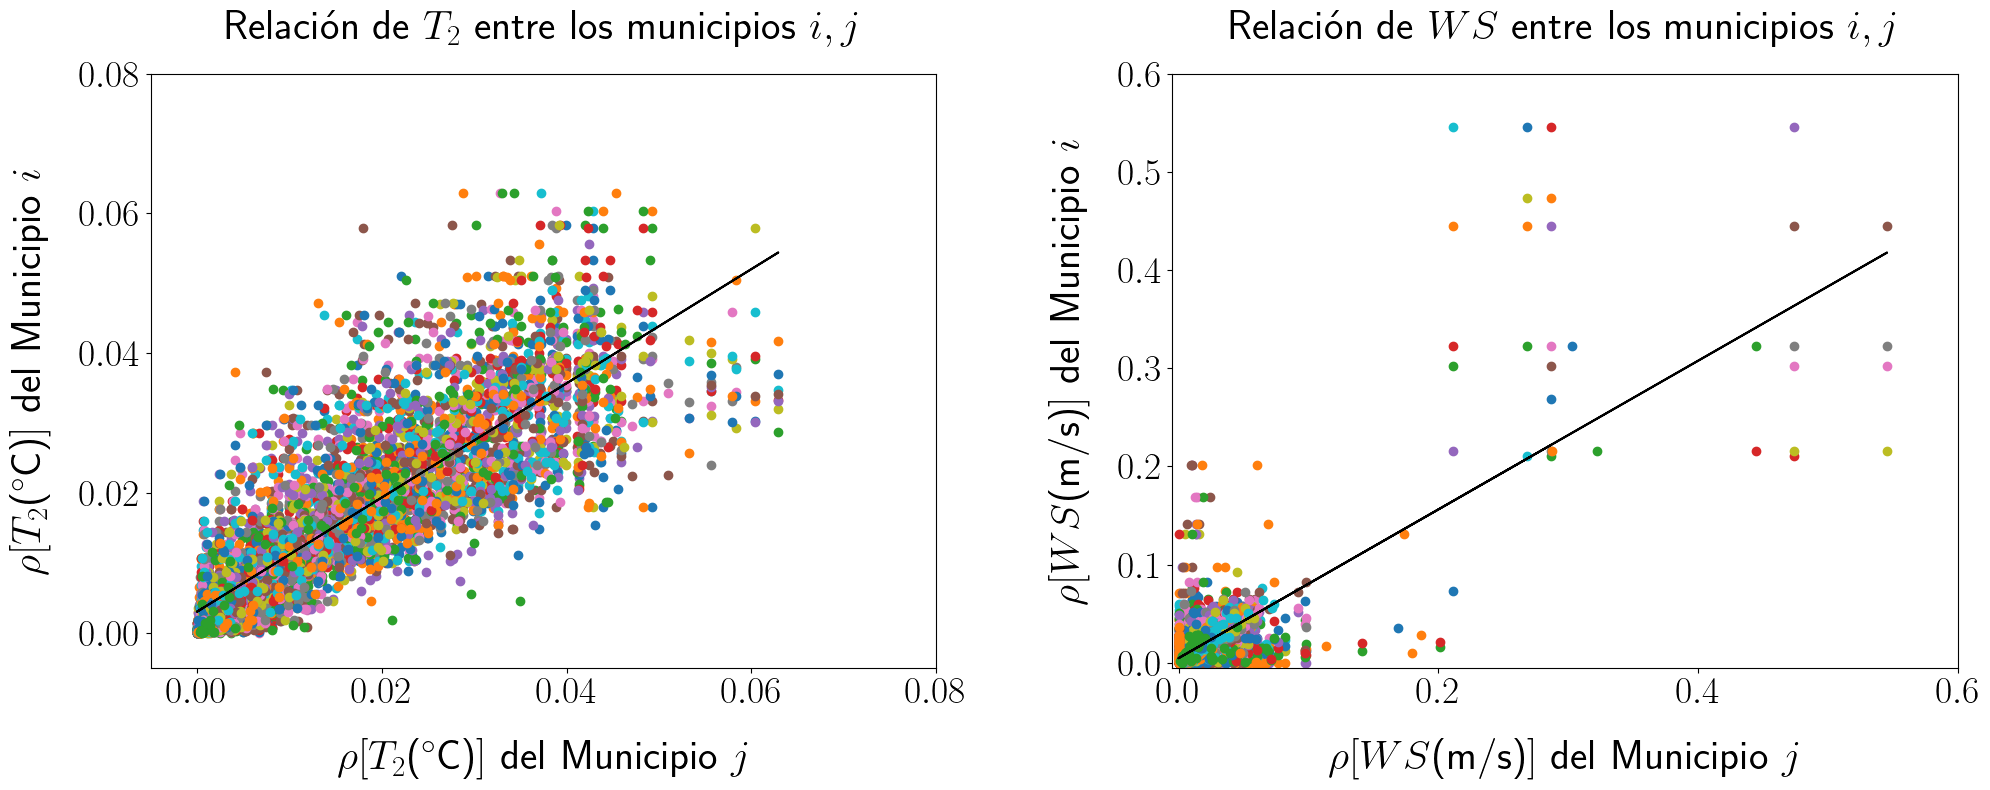 Relación de T₂ entre los municipios i, j
ρ[T₂(°C)] del Municipio i
0.08
0.06
0.04
0.02
0.00
0.00 0.02 0.04 0.06 0.08
ρ[T₂(°C)] del Municipio j
Relación de WS entre los municipios i, j
ρ[WS(m/s)] del Municipio i
0.6
0.5
0.4
0.3
0.2
0.1
0.0
0.0 0.2 0.4 0.6
ρ[WS(m/s)] del Municipio j